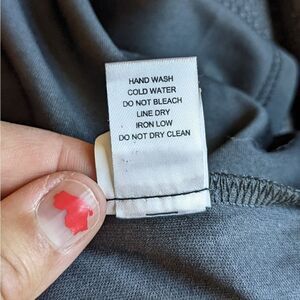 HAND WASH
COLD WATER
DO NOT BLEACH
LINE DRY
IRON LOW
DO NOT DRY CLEAN